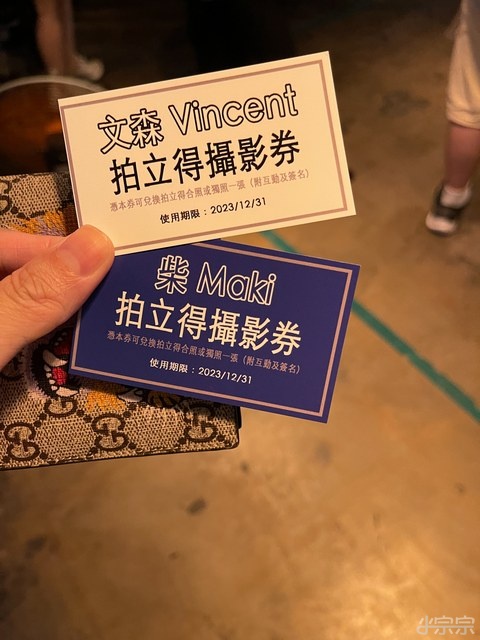 文森 Vincent
拍立得攝影券
憑本券可兌換拍立得合照或獨照一張（附互動及簽名）
使用期限：2023/12/31
柴 Maki
拍立得攝影券
憑本券可兌換拍立得合照或獨照一張（附互動及簽名）
使用期限：2023/12/31
小宗宗